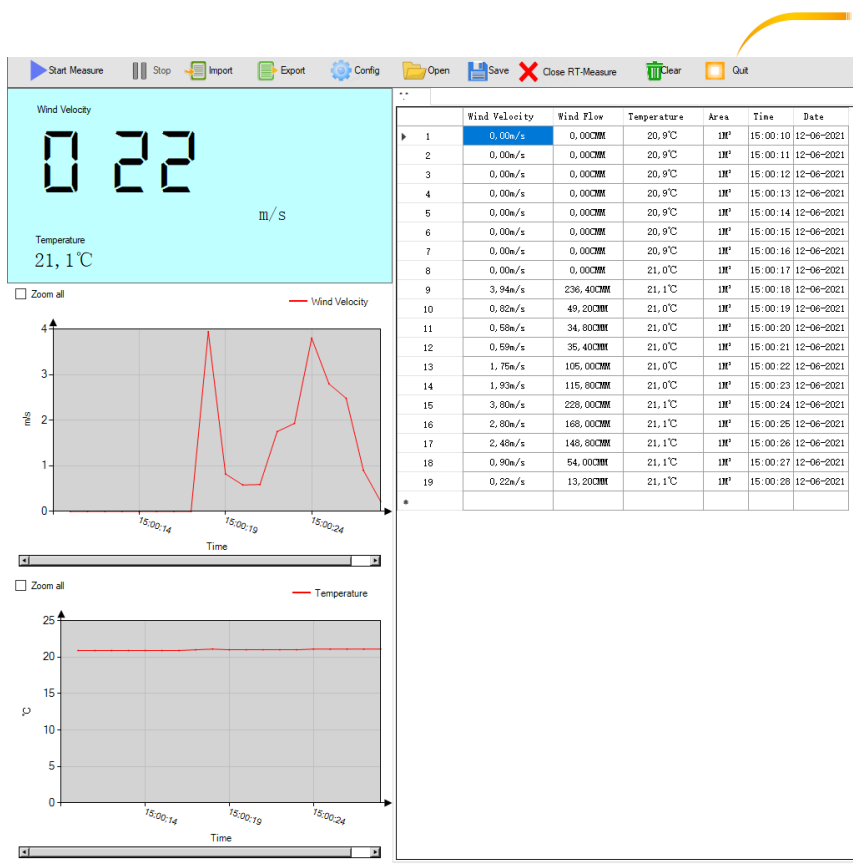 Start Measure Stop Import Export Config Open Save Close RT-Measure Clear Quit
Wind Velocity
0 22
m/s
Temperature
21,1℃
Zoom all
Wind Velocity
4
3
2
1
0
m/s
15:00:14 15:00:19 15:00:24
Time
Zoom all
Temperature
25
20
15
10
5
0
℃
15:00:14 15:00:19 15:00:24
Time
Wind Velocity Wind Flow Temperature Area Time Date
1 0,00m/s 0,00CMM 20,9℃ 1M² 15:00:10 12-06-2021
2 0,00m/s 0,00CMM 20,9℃ 1M² 15:00:11 12-06-2021
3 0,00m/s 0,00CMM 20,9℃ 1M² 15:00:12 12-06-2021
4 0,00m/s 0,00CMM 20,9℃ 1M² 15:00:13 12-06-2021
5 0,00m/s 0,00CMM 20,9℃ 1M² 15:00:14 12-06-2021
6 0,00m/s 0,00CMM 20,9℃ 1M² 15:00:15 12-06-2021
7 0,00m/s 0,00CMM 20,9℃ 1M² 15:00:16 12-06-2021
8 0,00m/s 0,00CMM 21,0℃ 1M² 15:00:17 12-06-2021
9 3,94m/s 236,40CMM 21,1℃ 1M² 15:00:18 12-06-2021
10 0,82m/s 49,20CMM 21,0℃ 1M² 15:00:19 12-06-2021
11 0,58m/s 34,80CMM 21,0℃ 1M² 15:00:20 12-06-2021
12 0,59m/s 35,40CMM 21,0℃ 1M² 15:00:21 12-06-2021
13 1,75m/s 105,00CMM 21,0℃ 1M² 15:00:22 12-06-2021
14 1,93m/s 115,80CMM 21,0℃ 1M² 15:00:23 12-06-2021
15 3,80m/s 228,00CMM 21,1℃ 1M² 15:00:24 12-06-2021
16 2,80m/s 168,00CMM 21,1℃ 1M² 15:00:25 12-06-2021
17 2,48m/s 148,80CMM 21,1℃ 1M² 15:00:26 12-06-2021
18 0,90m/s 54,00CMM 21,1℃ 1M² 15:00:27 12-06-2021
19 0,22m/s 13,20CMM 21,1℃ 1M² 15:00:28 12-06-2021
*